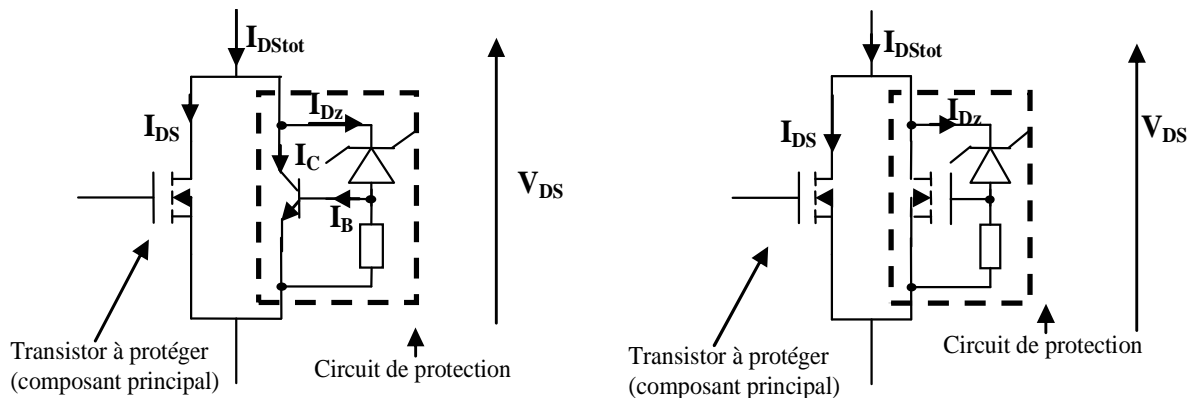 I_DStot
I_Dz
I_DS
I_C
I_B
V_DS
Transistor à protéger
(composant principal)
Circuit de protection
I_DStot
I_Dz
I_DS
V_DS
Transistor à protéger
(composant principal)
Circuit de protection